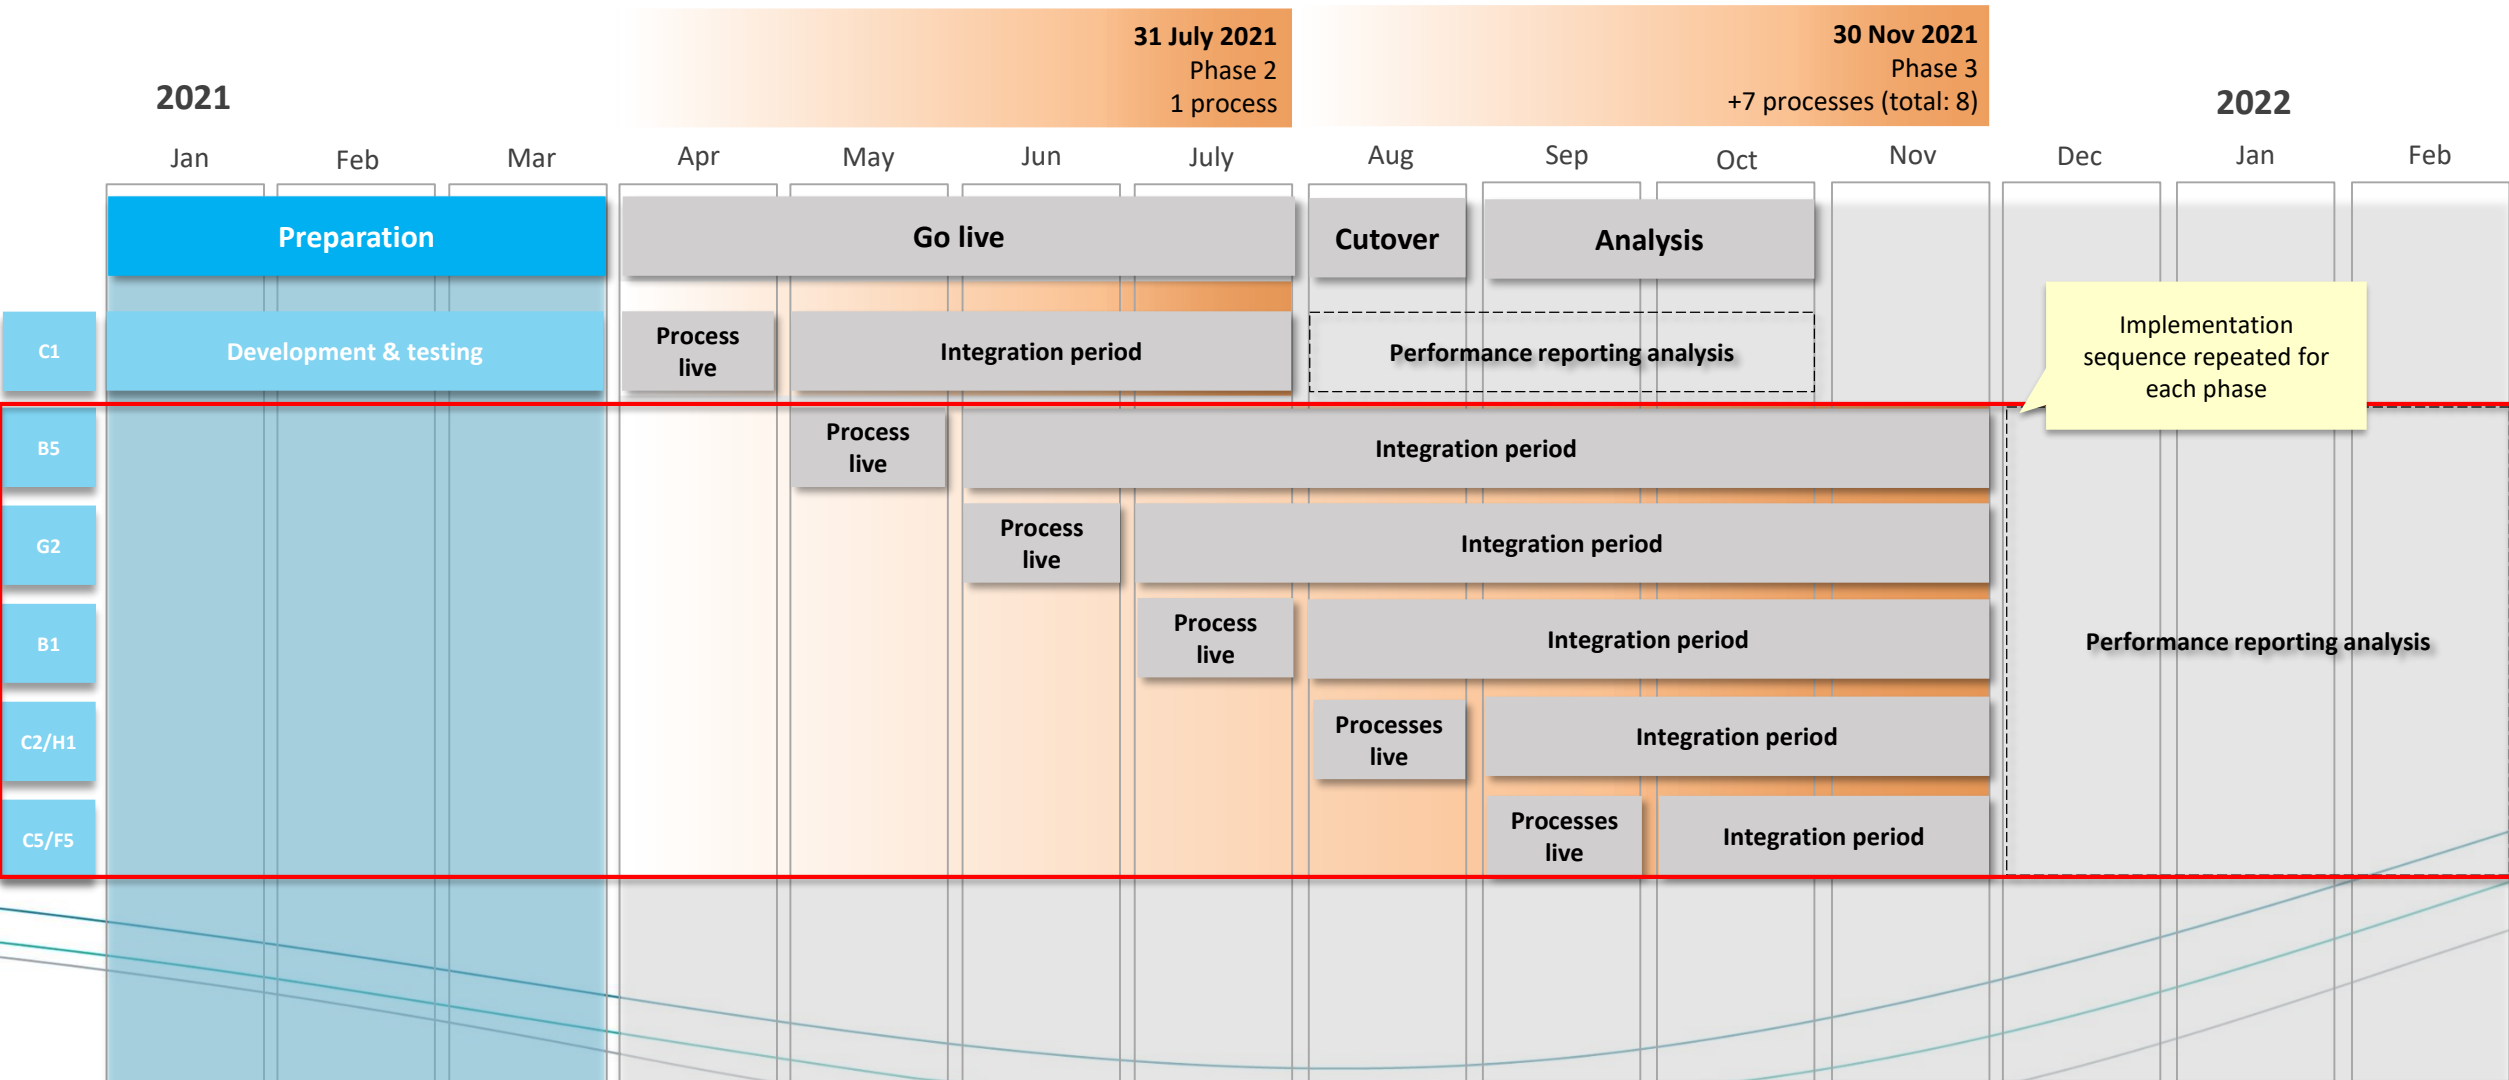 31 July 2021
Phase 2
1 process
30 Nov 2021
Phase 3
+7 processes (total: 8)
2021
2022
Jan
Feb
Mar
Apr
May
Jun
July
Aug
Sep
Oct
Nov
Dec
Jan
Feb
Preparation
Go live
Cutover
Analysis
C1
Development & testing
Process
live
Integration period
Performance reporting analysis
Implementation
sequence repeated for
each phase
B5
Process
live
Integration period
G2
Process
live
Integration period
B1
Process
live
Integration period
Performance reporting analysis
C2/H1
Processes
live
Integration period
C5/F5
Processes
live
Integration period